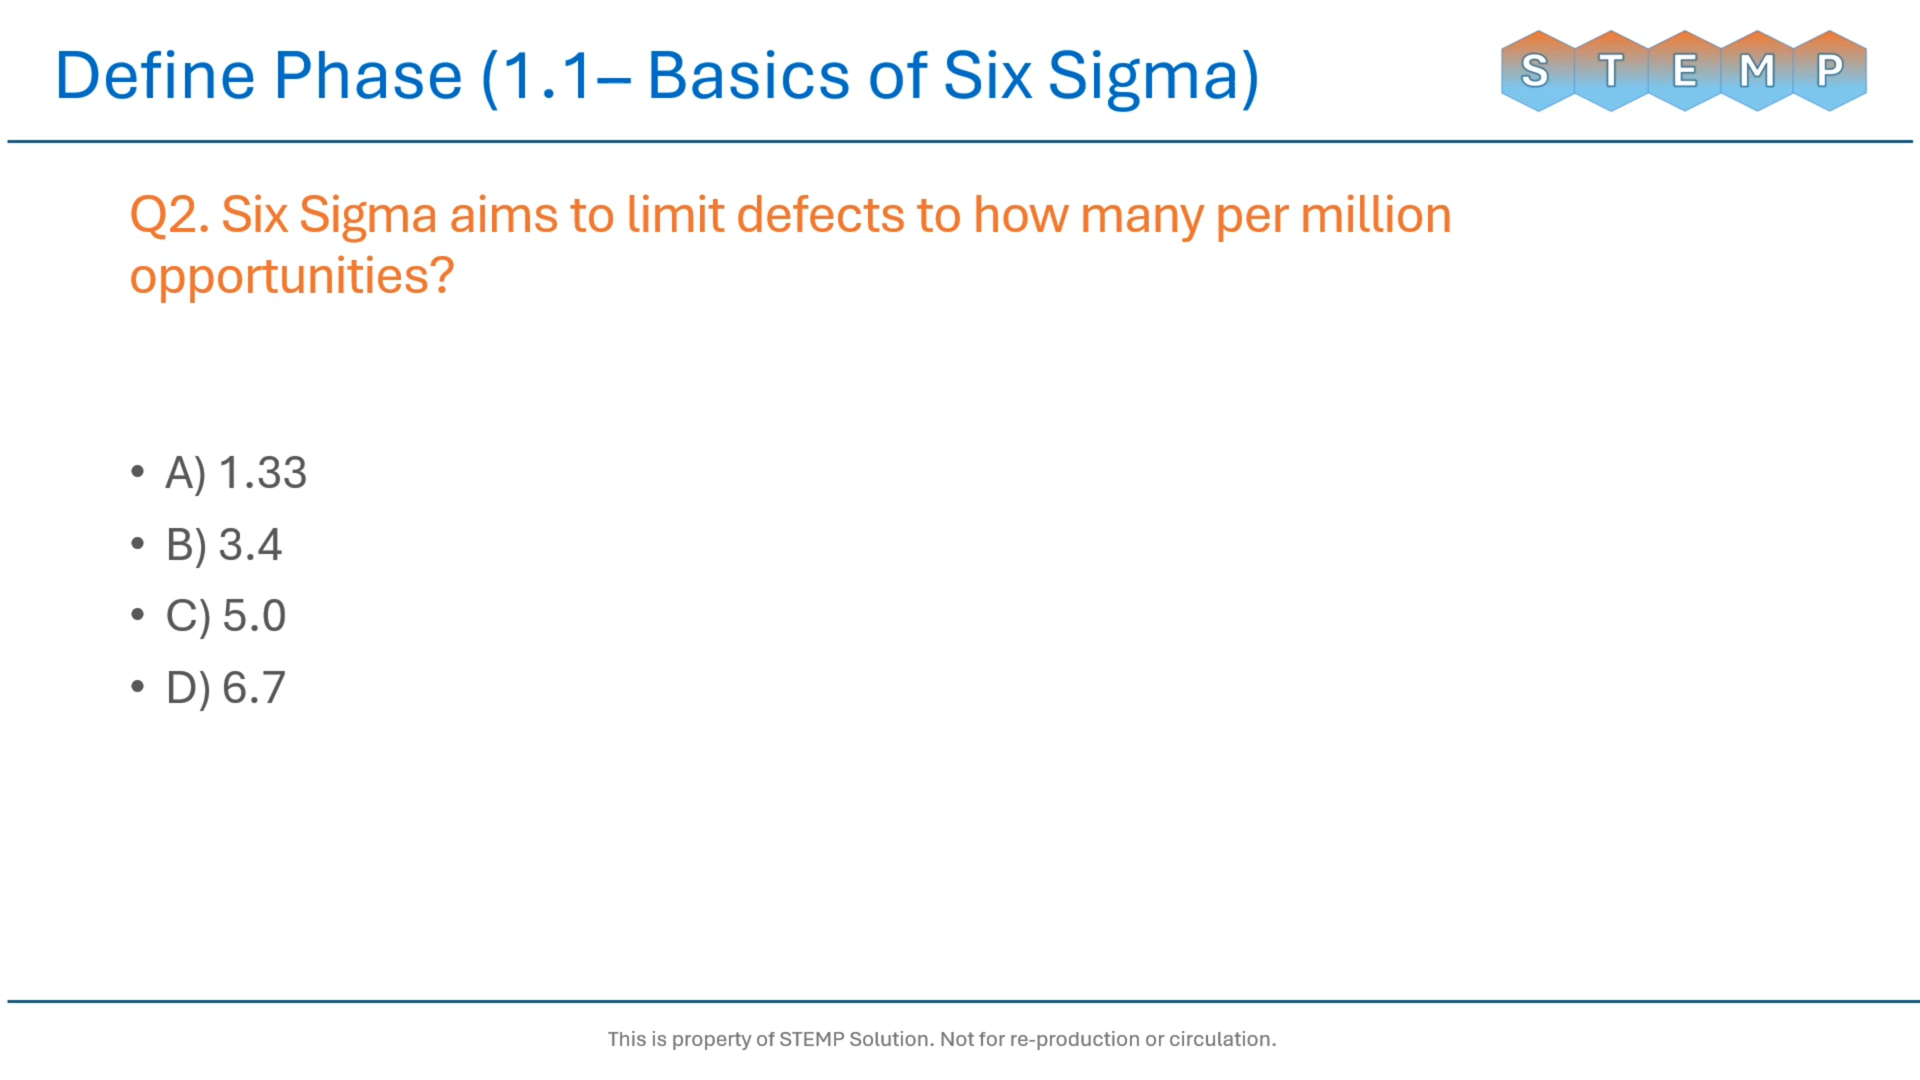 Define Phase (1.1– Basics of Six Sigma)
S T E M P
Q2. Six Sigma aims to limit defects to how many per million
opportunities?
• A) 1.33
• B) 3.4
• C) 5.0
• D) 6.7
This is property of STEMP Solution. Not for re-production or circulation.